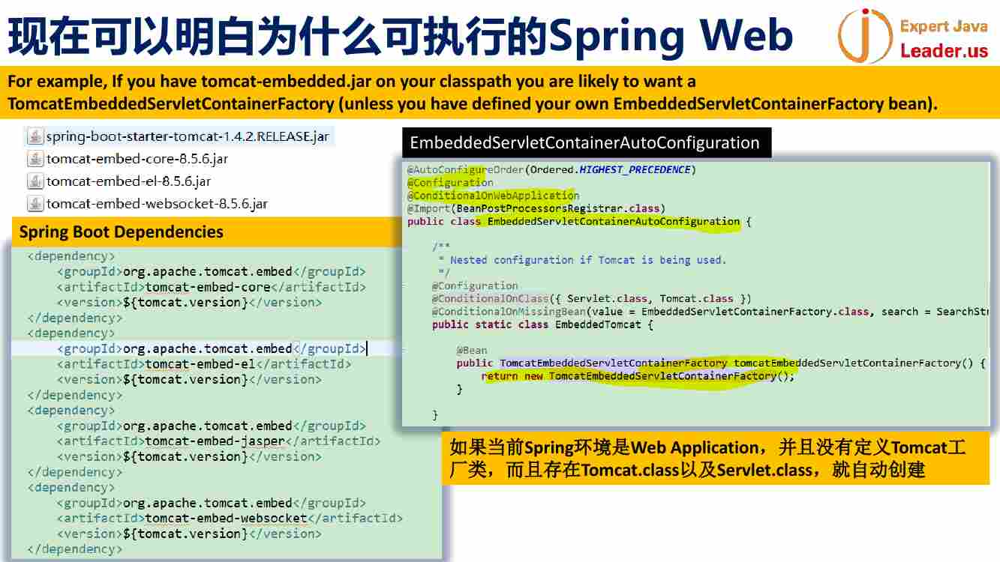 现在可以明白为什么可执行的Spring Web
Expert Java
Leader.us
For example, If you have tomcat-embedded.jar on your classpath you are likely to want a
TomcatEmbeddedServletContainerFactory (unless you have defined your own EmbeddedServletContainerFactory bean).
spring-boot-starter-tomcat-1.4.2.RELEASE.jar
tomcat-embed-core-8.5.6.jar
tomcat-embed-el-8.5.6.jar
tomcat-embed-websocket-8.5.6.jar
Spring Boot Dependencies
<dependency>
<groupId>org.apache.tomcat.embed</groupId>
<artifactId>tomcat-embed-core</artifactId>
<version>${tomcat.version}</version>
</dependency>
<dependency>
<groupId>org.apache.tomcat.embed</groupId>
<artifactId>tomcat-embed-el</artifactId>
<version>${tomcat.version}</version>
</dependency>
<dependency>
<groupId>org.apache.tomcat.embed</groupId>
<artifactId>tomcat-embed-jasper</artifactId>
<version>${tomcat.version}</version>
</dependency>
<dependency>
<groupId>org.apache.tomcat.embed</groupId>
<artifactId>tomcat-embed-websocket</artifactId>
<version>${tomcat.version}</version>
</dependency>
EmbeddedServletContainerAutoConfiguration
@AutoConfigureOrder(Ordered.HIGHEST_PRECEDENCE)
@Configuration
@ConditionalOnWebApplication
@Import(BeanPostProcessorsRegistrar.class)
public class EmbeddedServletContainerAutoConfiguration {
/**
* Nested configuration if Tomcat is being used.
*/
@Configuration
@ConditionalOnClass({ Servlet.class, Tomcat.class })
@ConditionalOnMissingBean(value = EmbeddedServletContainerFactory.class, search = SearchStr
public static class EmbeddedTomcat {
@Bean
public TomcatEmbeddedServletContainerFactory tomcatEmbeddedServletContainerFactory() {
return new TomcatEmbeddedServletContainerFactory();
}
}
如果当前Spring环境是Web Application，并且没有定义Tomcat工
厂类，而且存在Tomcat.class以及Servlet.class，就自动创建